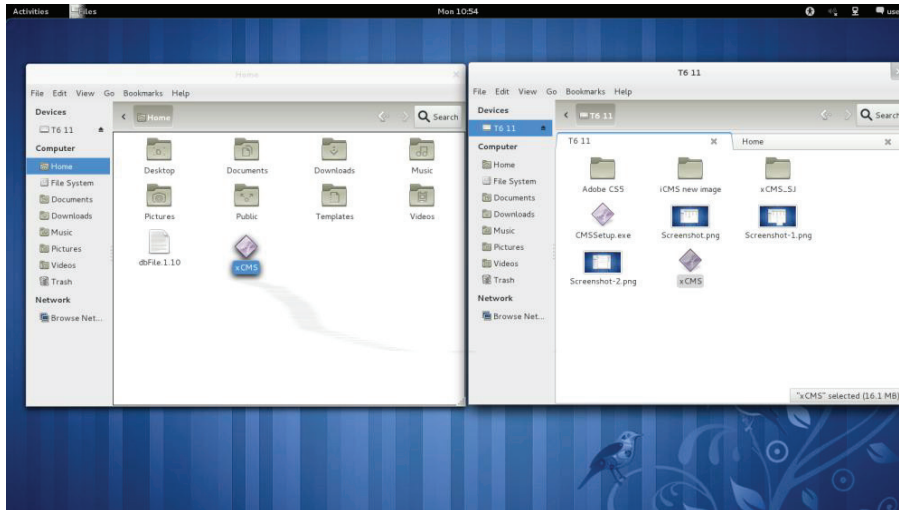 Activities Files Mon 10:54 use
Home
File Edit View Go Bookmarks Help
Devices
T6 11
Computer
Home
File System
Documents
Downloads
Music
Pictures
Videos
Trash
Network
Browse Net...
Home
Search
Desktop Documents Downloads Music
Pictures Public Templates Videos
dbFile.1.10 xCMS
T6 11
File Edit View Go Bookmarks Help
Devices
T6 11
Computer
Home
File System
Documents
Downloads
Music
Pictures
Videos
Trash
Network
Browse Net...
T6 11
Search
T6 11 Home
Adobe CS5 iCMS new image xCMS_SJ
CMSSetup.exe Screenshot.png Screenshot-1.png
Screenshot-2.png xCMS
"xCMS" selected (16.1 MB)